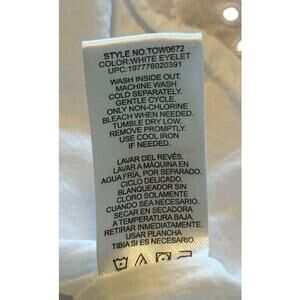 STYLE NO.TOW0672
COLOR:WHITE EYELET
UPC:197776020391
WASH INSIDE OUT.
MACHINE WASH
COLD SEPARATELY.
GENTLE CYCLE.
ONLY NON-CHLORINE
BLEACH WHEN NEEDED.
TUMBLE DRY LOW.
REMOVE PROMPTLY.
USE COOL IRON
IF NEEDED.
LAVAR DEL REVÉS.
LAVAR A MÁQUINA EN
AGUA FRÍA, POR SEPARADO.
CICLO DELICADO.
BLANQUEADOR SIN
CLORO SOLAMENTE
CUANDO SEA NECESARIO.
SECAR EN SECADORA
A TEMPERATURA BAJA.
RETIRAR INMEDIATAMENTE.
USAR PLANCHA
TIBIA SI ES NECESARIO.